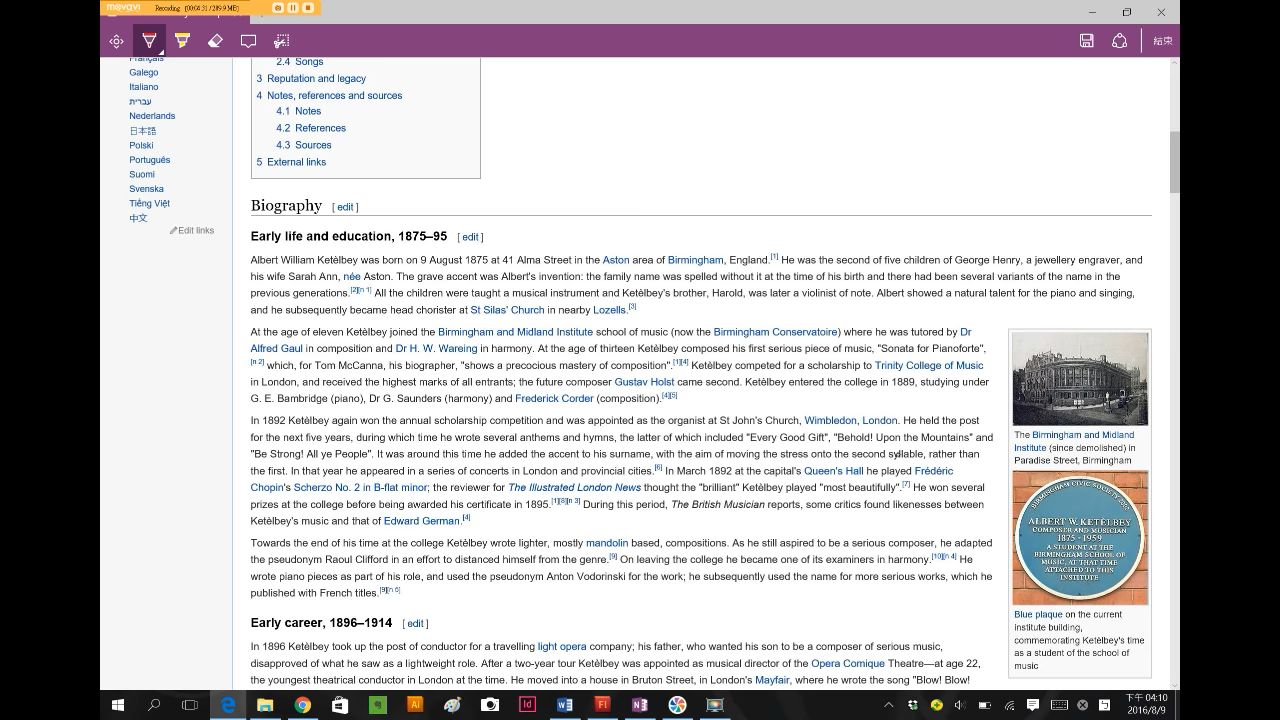 movavi
Recording [00:04:31 / 289.9 MB]
結束
Français
Galego
Italiano
עברית
Nederlands
日本語
Polski
Português
Suomi
Svenska
Tiếng Việt
中文
Edit links
2.4 Songs
3 Reputation and legacy
4 Notes, references and sources
4.1 Notes
4.2 References
4.3 Sources
5 External links
Biography [ edit ]
Early life and education, 1875–95 [ edit ]
Albert William Ketèlbey was born on 9 August 1875 at 41 Alma Street in the Aston area of Birmingham, England.[1] He was the second of five children of George Henry, a jewellery engraver, and
his wife Sarah Ann, née Aston. The grave accent was Albert's invention: the family name was spelled without it at the time of his birth and there had been several variants of the name in the
previous generations.[2][n 1] All the children were taught a musical instrument and Ketèlbey's brother, Harold, was later a violinist of note. Albert showed a natural talent for the piano and singing,
and he subsequently became head chorister at St Silas' Church in nearby Lozells.[3]
At the age of eleven Ketèlbey joined the Birmingham and Midland Institute school of music (now the Birmingham Conservatoire) where he was tutored by Dr
Alfred Gaul in composition and Dr H. W. Wareing in harmony. At the age of thirteen Ketèlbey composed his first serious piece of music, "Sonata for Pianoforte",
[n 2] which, for Tom McCanna, his biographer, "shows a precocious mastery of composition".[1][4] Ketèlbey competed for a scholarship to Trinity College of Music
in London, and received the highest marks of all entrants; the future composer Gustav Holst came second. Ketèlbey entered the college in 1889, studying under
G. E. Bambridge (piano), Dr G. Saunders (harmony) and Frederick Corder (composition).[4][5]
In 1892 Ketèlbey again won the annual scholarship competition and was appointed as the organist at St John's Church, Wimbledon, London. He held the post
for the next five years, during which time he wrote several anthems and hymns, the latter of which included "Every Good Gift", "Behold! Upon the Mountains" and
"Be Strong! All ye People". It was around this time he added the accent to his surname, with the aim of moving the stress onto the second syllable, rather than
the first. In that year he appeared in a series of concerts in London and provincial cities.[6] In March 1892 at the capital's Queen's Hall he played Frédéric
Chopin's Scherzo No. 2 in B-flat minor; the reviewer for The Illustrated London News thought the "brilliant" Ketèlbey played "most beautifully".[7] He won several
prizes at the college before being awarded his certificate in 1895.[1][8][n 3] During this period, The British Musician reports, some critics found likenesses between
Ketèlbey's music and that of Edward German.[4]
Towards the end of his time at the college Ketèlbey wrote lighter, mostly mandolin based, compositions. As he still aspired to be a serious composer, he adapted
the pseudonym Raoul Clifford in an effort to distanced himself from the genre.[9] On leaving the college he became one of its examiners in harmony.[10][n 4] He
wrote piano pieces as part of his role, and used the pseudonym Anton Vodorinski for the work; he subsequently used the name for more serious works, which he
published with French titles.[9][n 5]
Early career, 1896–1914 [ edit ]
In 1896 Ketèlbey took up the post of conductor for a travelling light opera company; his father, who wanted his son to be a composer of serious music,
disapproved of what he saw as a lightweight role. After a two-year tour Ketèlbey was appointed as musical director of the Opera Comique Theatre—at age 22,
the youngest theatrical conductor in London at the time. He moved into a house in Bruton Street, in London's Mayfair, where he wrote the song "Blow! Blow!
The Birmingham and Midland
Institute (since demolished) in
Paradise Street, Birmingham
BIRMINGHAM CIVIC SOCIETY
ALBERT W. KETÈLBEY
COMPOSER AND MUSICIAN
1875 - 1959
A STUDENT AT THE
BIRMINGHAM SCHOOL OF
MUSIC, AT THAT TIME
ATTACHED TO THIS
INSTITUTE
Blue plaque on the current
institute building,
commemorating Ketèlbey's time
as a student of the school of
music
Ai
Id
W
Fl
N
下午 04:10
2016/8/9